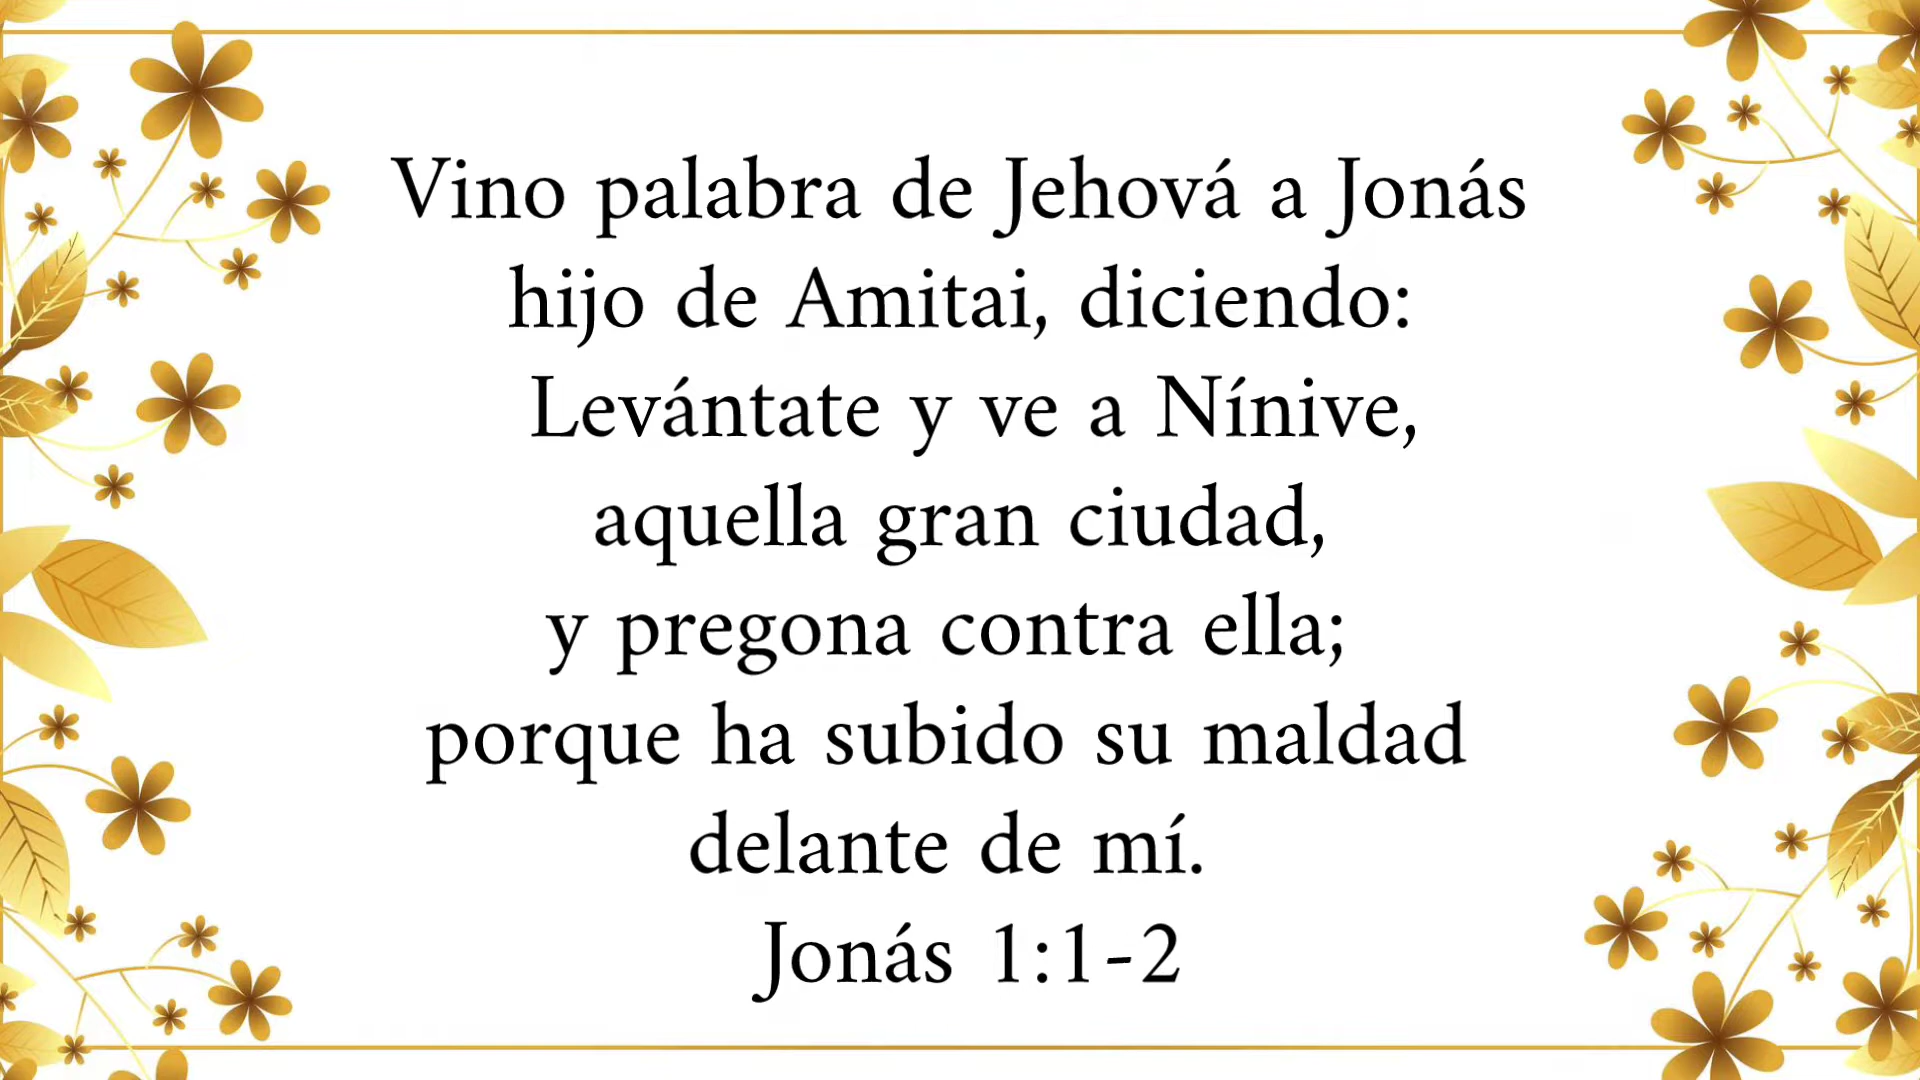 Vino palabra de Jehová a Jonás
hijo de Amitai, diciendo:
Levántate y ve a Nínive,
aquella gran ciudad,
y pregona contra ella;
porque ha subido su maldad
delante de mí.
Jonás 1:1-2